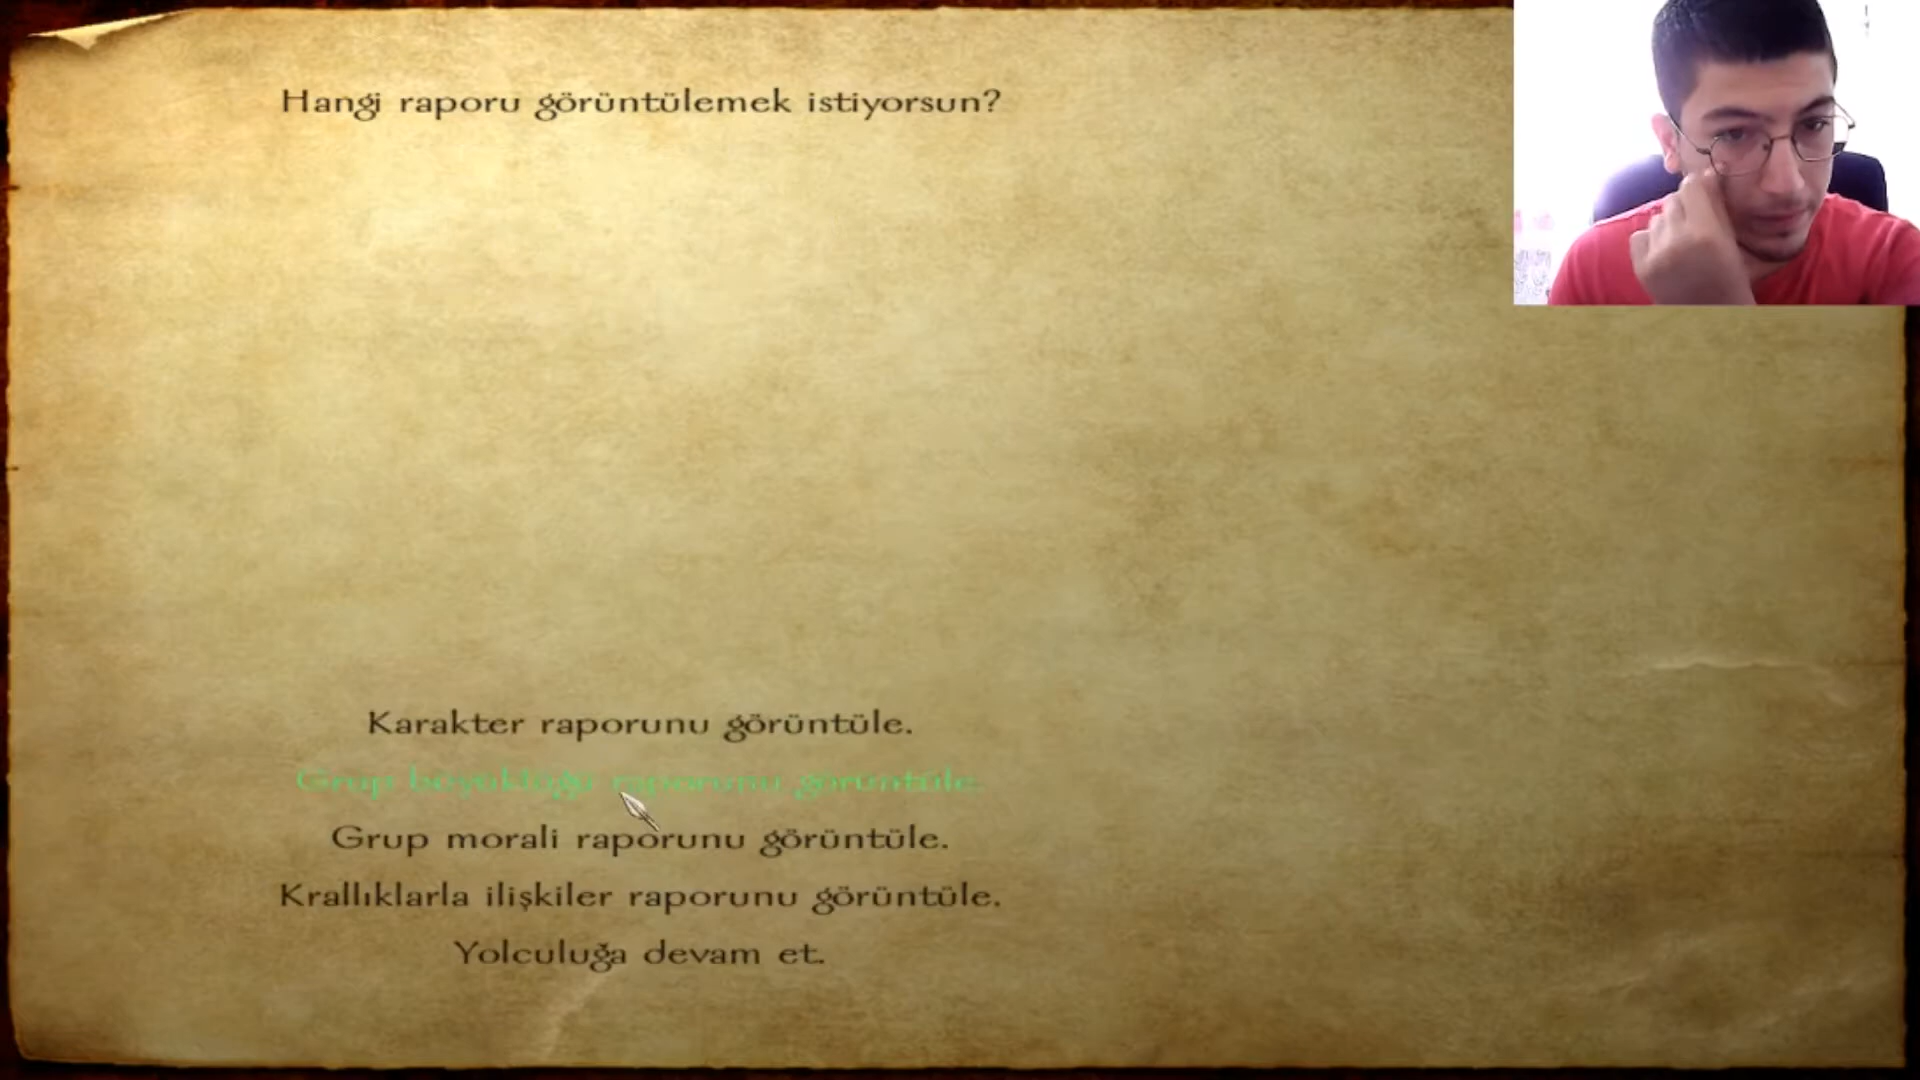 Hangi raporu görüntülemek istiyorsun?
Karakter raporunu görüntüle.
Grup büyüklüğü raporunu görüntüle.
Grup morali raporunu görüntüle.
Krallıklarla ilişkiler raporunu görüntüle.
Yolculuğa devam et.